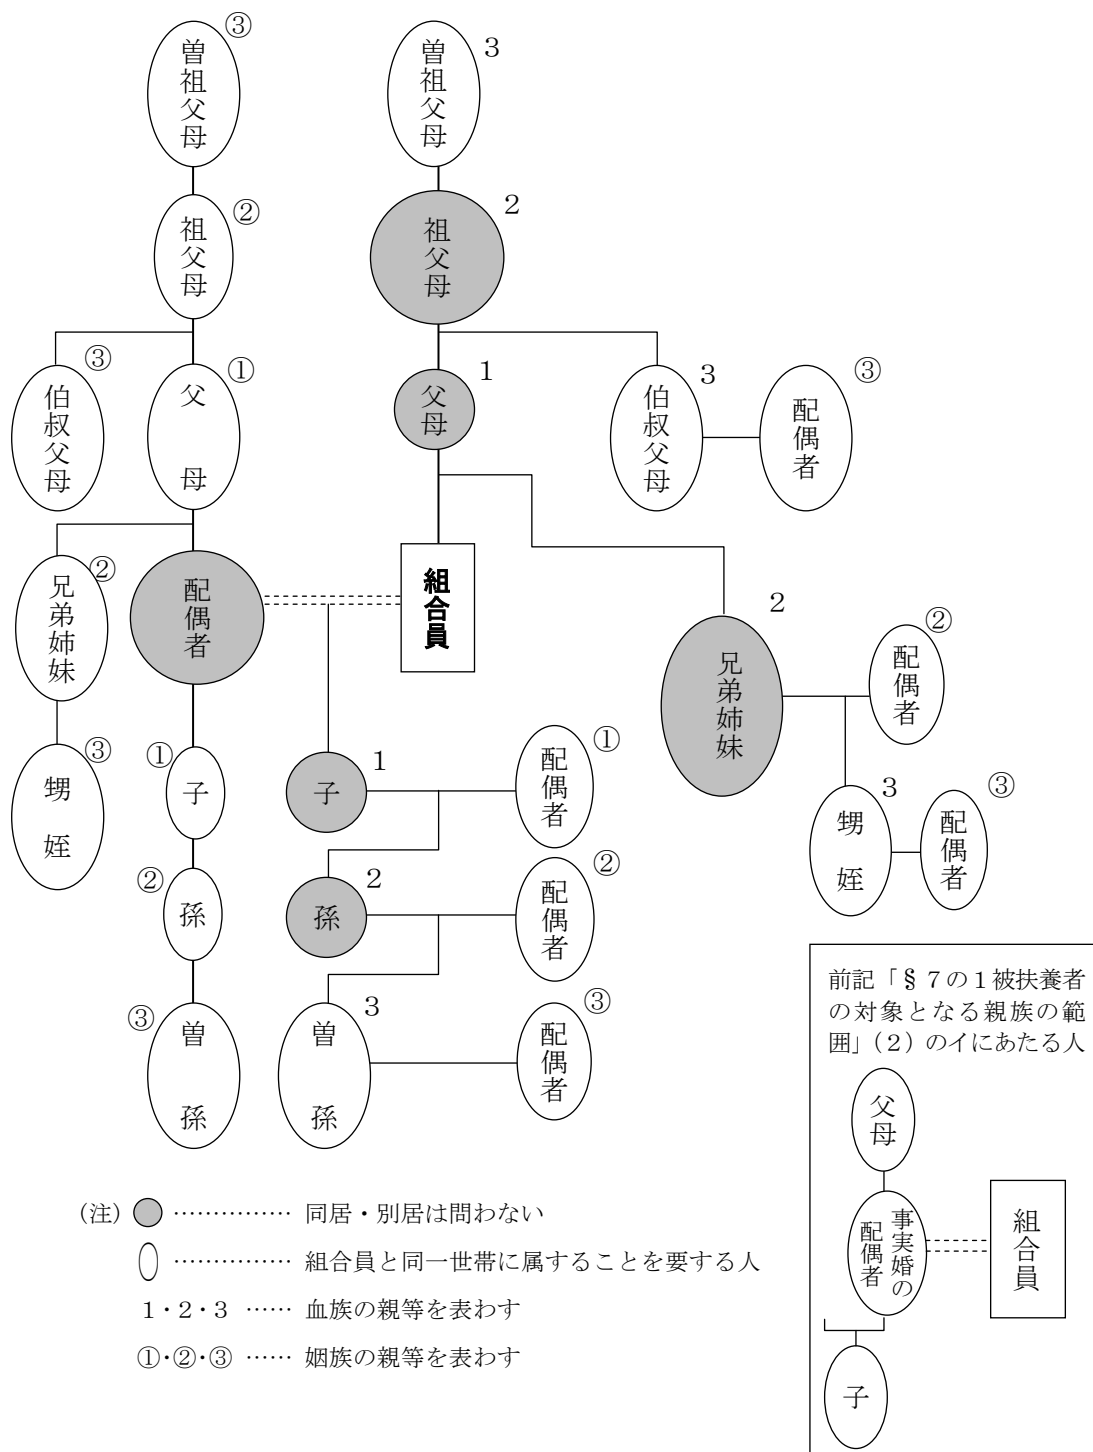 ③
曽祖父母
3
曽祖父母
②
祖父母
2
祖父母
③
伯叔父母
①
父母
1
父母
3
伯叔父母
③
配偶者
②
兄弟姉妹
配偶者
組合員
2
兄弟姉妹
②
配偶者
③
甥姪
①
子
1
子
①
配偶者
3
甥姪
③
配偶者
②
孫
2
孫
②
配偶者
③
曽孫
3
曽孫
③
配偶者
前記「§7の1被扶養者
の対象となる親族の範
囲」(2)のイにあたる人
父母
事実婚の
配偶者
組合員
子
(注) …………… 同居・別居は問わない
………… 組合員と同一世帯に属することを要する人
1・2・3 …… 血族の親等を表わす
①・②・③ …… 姻族の親等を表わす